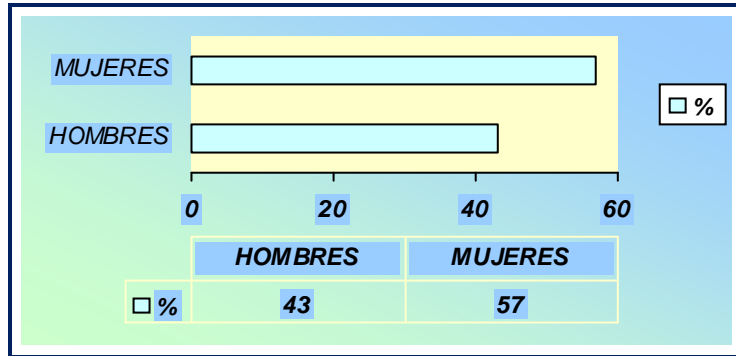 MUJERES
HOMBRES
%
0 20 40 60
HOMBRES MUJERES
% 43 57